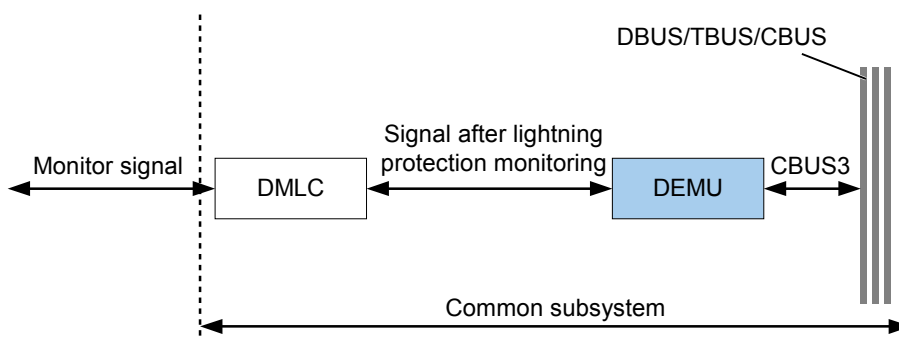 DBUS/TBUS/CBUS
Signal after lightning
protection monitoring
Monitor signal
CBUS3
DMLC
DEMU
Common subsystem